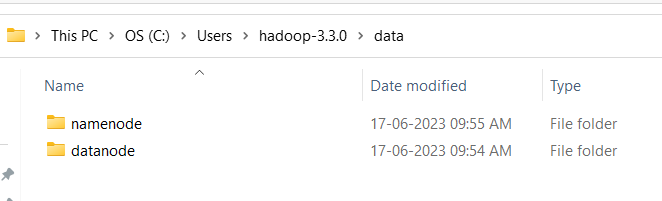 This PC > OS (C:) > Users > hadoop-3.3.0 > data
Name Date modified Type
namenode 17-06-2023 09:55 AM File folder
datanode 17-06-2023 09:54 AM File folder